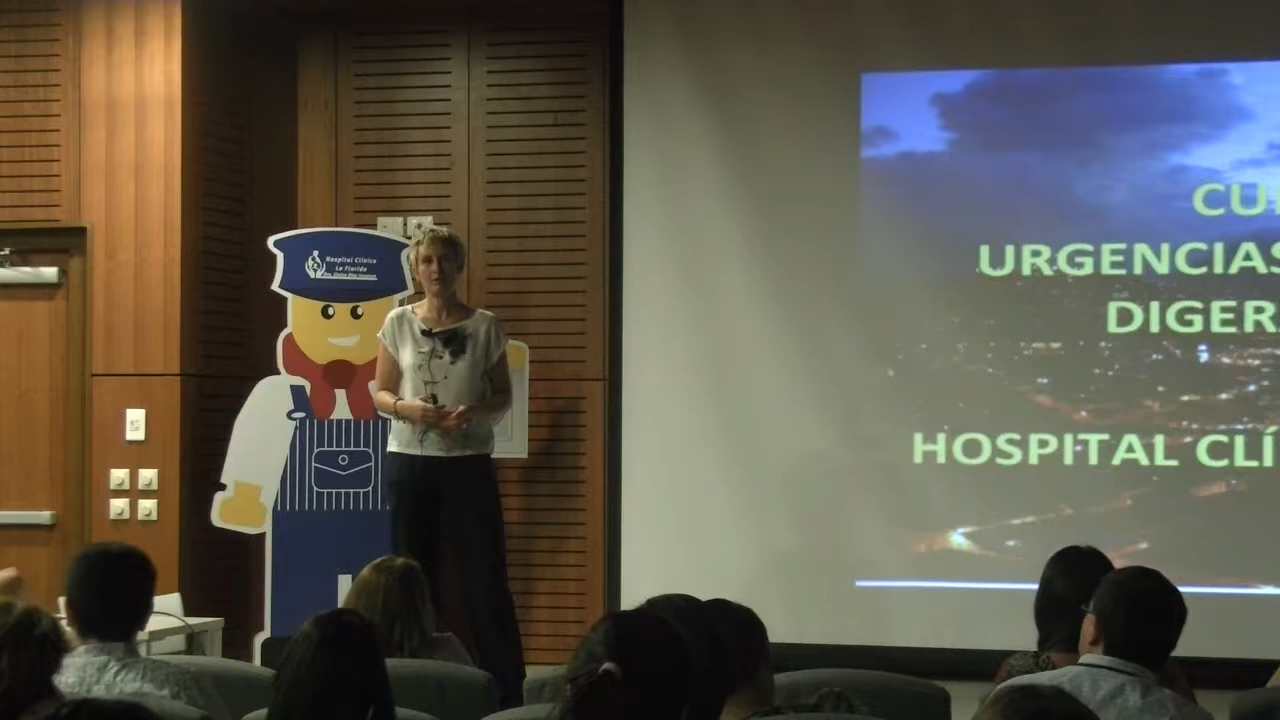 Hospital Clínico
La Florida
CU
URGENCIAS
DIGER
HOSPITAL CLÍ